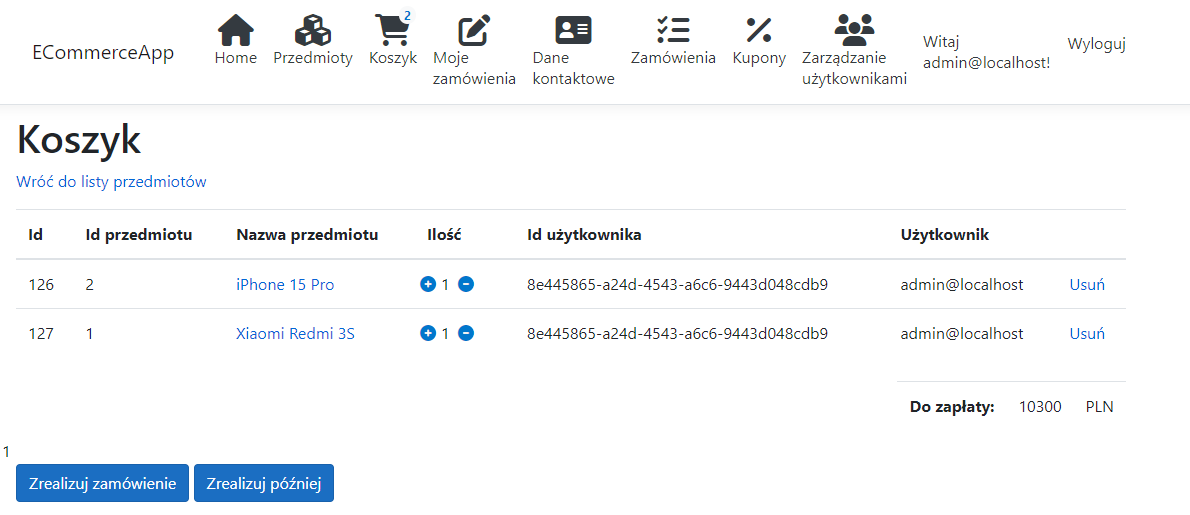 ECommerceApp
Home
Przedmioty
2
Koszyk
Moje
zamówienia
Dane
kontaktowe
Zamówienia
Kupony
Zarządzanie
użytkownikami
Witaj
admin@localhost!
Wyloguj
Koszyk
Wróć do listy przedmiotów
Id Id przedmiotu Nazwa przedmiotu Ilość Id użytkownika Użytkownik
126 2 iPhone 15 Pro 1 8e445865-a24d-4543-a6c6-9443d048cdb9 admin@localhost Usuń
127 1 Xiaomi Redmi 3S 1 8e445865-a24d-4543-a6c6-9443d048cdb9 admin@localhost Usuń
Do zapłaty: 10300 PLN
1
Zrealizuj zamówienie Zrealizuj później